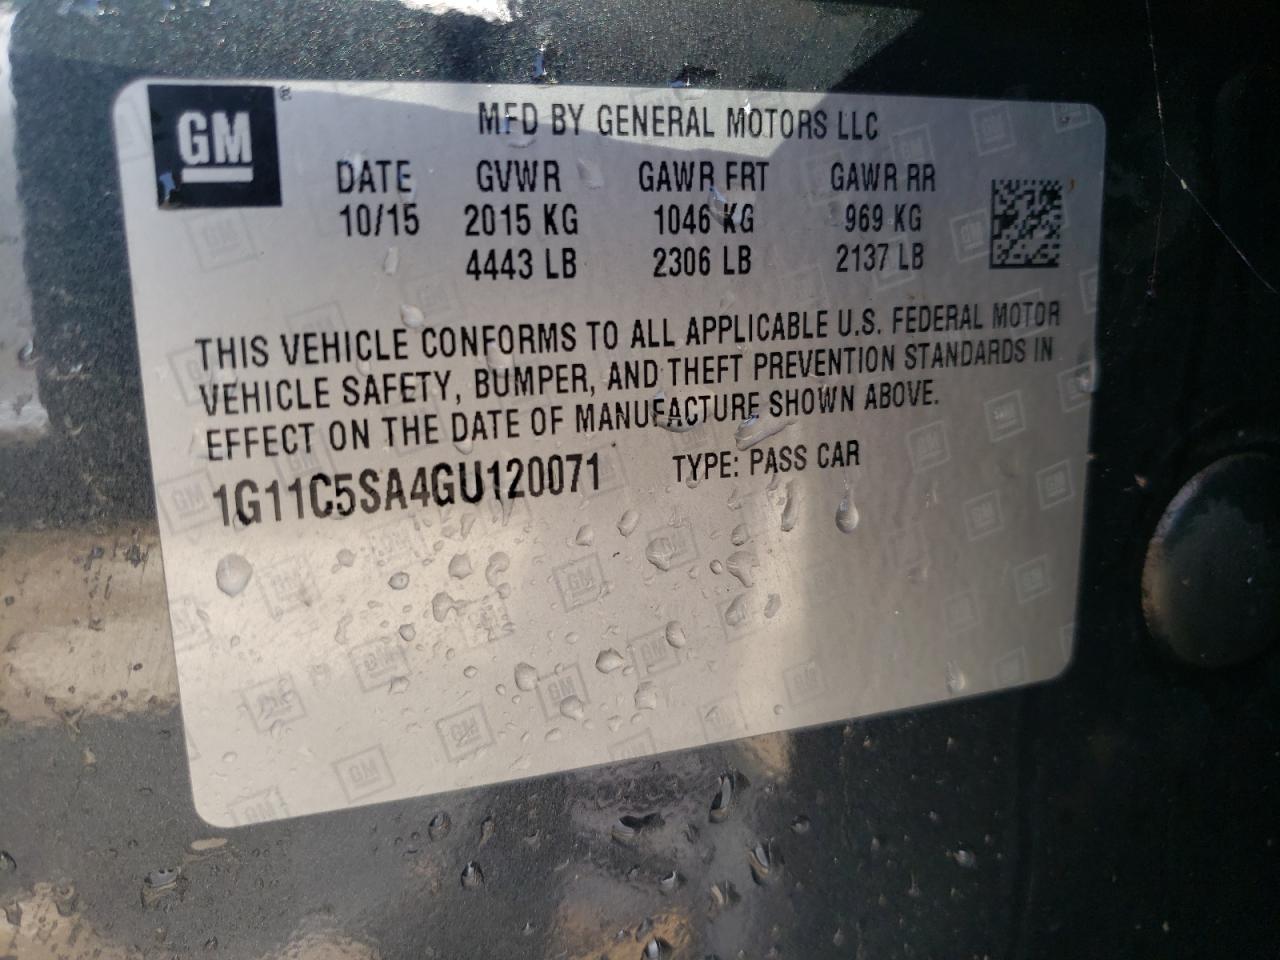 GM
MFD BY GENERAL MOTORS LLC
DATE GVWR GAWR FRT GAWR RR
10/15 2015 KG 1046 KG 969 KG
4443 LB 2306 LB 2137 LB
THIS VEHICLE CONFORMS TO ALL APPLICABLE U.S. FEDERAL MOTOR
VEHICLE SAFETY, BUMPER, AND THEFT PREVENTION STANDARDS IN
EFFECT ON THE DATE OF MANUFACTURE SHOWN ABOVE.
1G11C5SA4GU120071 TYPE: PASS CAR